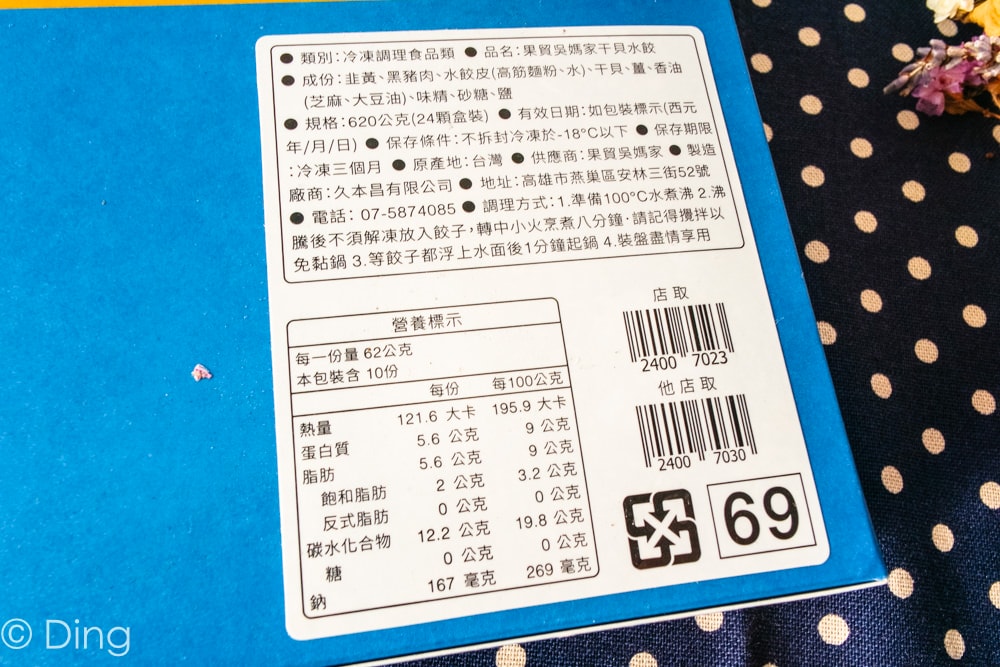 ● 類別:冷凍調理食品類 ● 品名:果貿吳媽家干貝水餃
● 成份:韭黃、黑豬肉、水餃皮(高筋麵粉、水)、干貝、薑、香油
(芝麻、大豆油)、味精、砂糖、鹽
● 規格:620公克(24顆盒裝) ● 有效日期:如包裝標示(西元
年/月/日) ● 保存條件:不拆封冷凍於-18°C以下 ● 保存期限
:冷凍三個月 ● 原產地:台灣 ● 供應商:果貿吳媽家 ● 製造
廠商:久本昌有限公司 ● 地址:高雄市燕巢區安林三街52號
● 電話: 07-5874085 ● 調理方式:1.準備100°C水煮沸 2.沸
騰後不須解凍放入餃子,轉中小火烹煮八分鐘·請記得攪拌以
免黏鍋 3.等餃子都浮上水面後1分鐘起鍋 4.裝盤盡情享用
營養標示
每一份量 62公克
本包裝含 10份
每份 每100公克
熱量 121.6 大卡 195.9 大卡
蛋白質 5.6 公克 9 公克
脂肪 5.6 公克 9 公克
飽和脂肪 2 公克 3.2 公克
反式脂肪 0 公克 0 公克
碳水化合物 12.2 公克 19.8 公克
糖 0 公克 0 公克
鈉 167 毫克 269 毫克
店取
2400 7023
他店取
2400 7030
69
© Ding